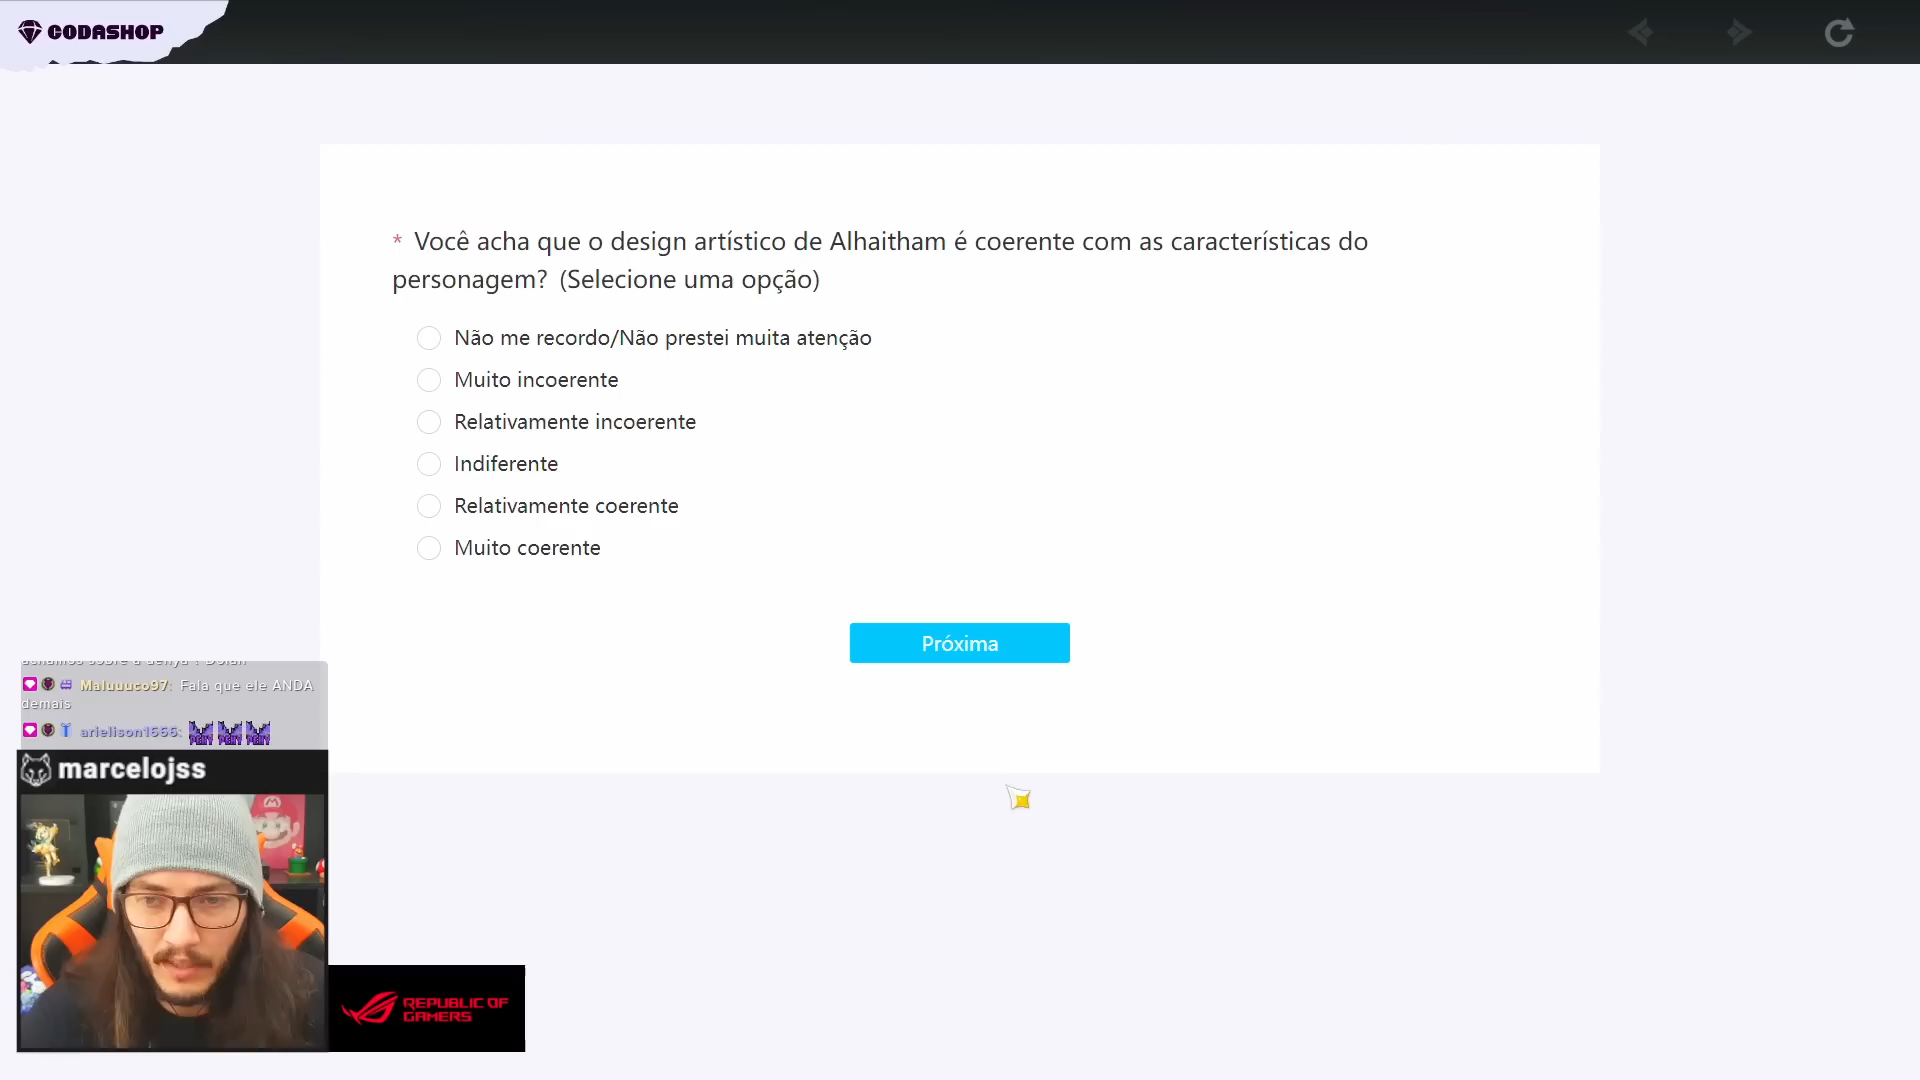 CODASHOP
* Você acha que o design artístico de Alhaitham é coerente com as características do
personagem? (Selecione uma opção)
Não me recordo/Não prestei muita atenção
Muito incoerente
Relativamente incoerente
Indiferente
Relativamente coerente
Muito coerente
Próxima
Maluuuco97: Fala que ele ANDA
demais
arielison1666:
marcelojss
REPUBLIC OF
GAMERS